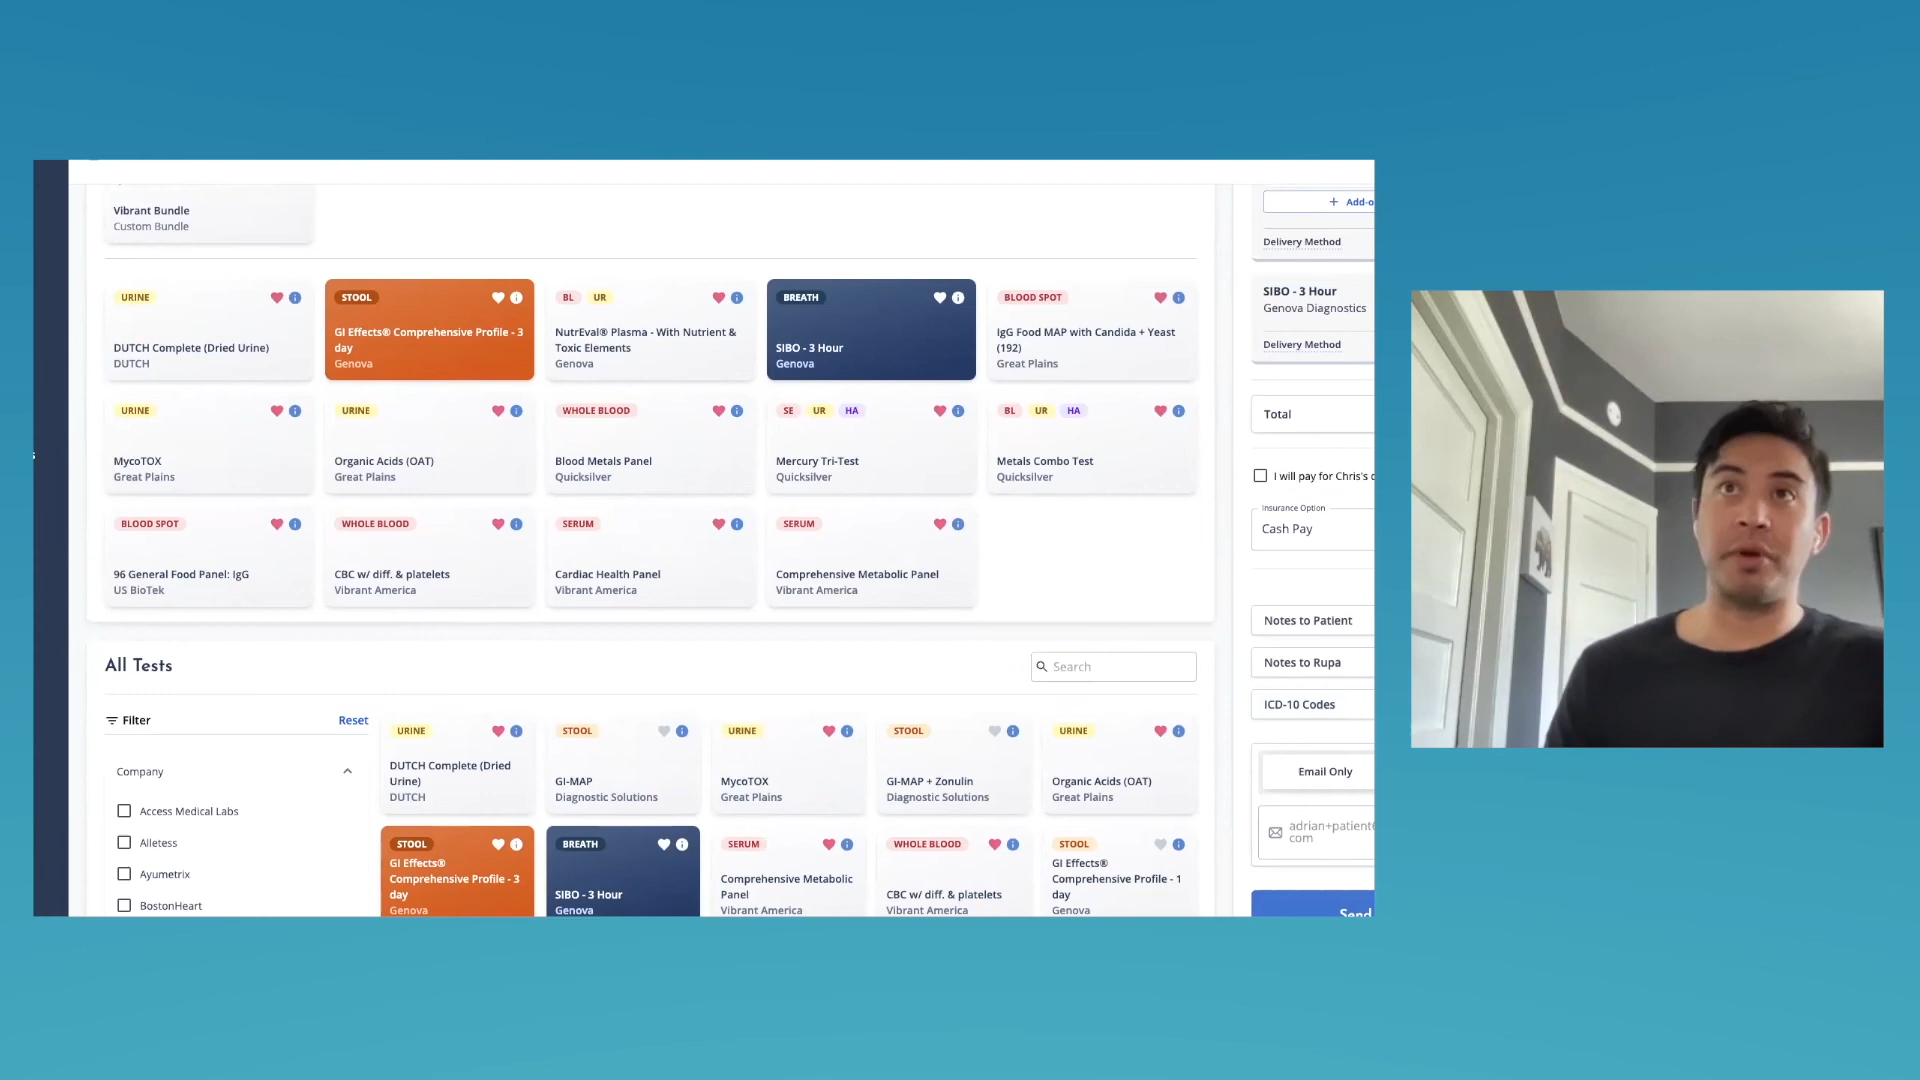 Vibrant Bundle
Custom Bundle
URINE
DUTCH Complete (Dried Urine)
DUTCH
STOOL
GI Effects® Comprehensive Profile - 3
day
Genova
BL UR
NutrEval® Plasma - With Nutrient &
Toxic Elements
Genova
BREATH
SIBO - 3 Hour
Genova
BLOOD SPOT
IgG Food MAP with Candida + Yeast
(192)
Great Plains
URINE
MycoTOX
Great Plains
URINE
Organic Acids (OAT)
Great Plains
WHOLE BLOOD
Blood Metals Panel
Quicksilver
SE UR HA
Mercury Tri-Test
Quicksilver
BL UR HA
Metals Combo Test
Quicksilver
BLOOD SPOT
96 General Food Panel: IgG
US BioTek
WHOLE BLOOD
CBC w/ diff. & platelets
Vibrant America
SERUM
Cardiac Health Panel
Vibrant America
SERUM
Comprehensive Metabolic Panel
Vibrant America
All Tests
Search
Filter
Reset
Company
Access Medical Labs
Alletess
Ayumetrix
BostonHeart
URINE
DUTCH Complete (Dried
Urine)
DUTCH
STOOL
GI-MAP
Diagnostic Solutions
URINE
MycoTOX
Great Plains
STOOL
GI-MAP + Zonulin
Diagnostic Solutions
URINE
Organic Acids (OAT)
Great Plains
STOOL
GI Effects®
Comprehensive Profile - 3
day
Genova
BREATH
SIBO - 3 Hour
Genova
SERUM
Comprehensive Metabolic
Panel
Vibrant America
WHOLE BLOOD
CBC w/ diff. & platelets
Vibrant America
STOOL
GI Effects®
Comprehensive Profile - 1
day
Genova
+ Add-o
Delivery Method
SIBO - 3 Hour
Genova Diagnostics
Delivery Method
Total
I will pay for Chris's
Insurance Option
Cash Pay
Notes to Patient
Notes to Rupa
ICD-10 Codes
Email Only
adrian+patient
com
Send